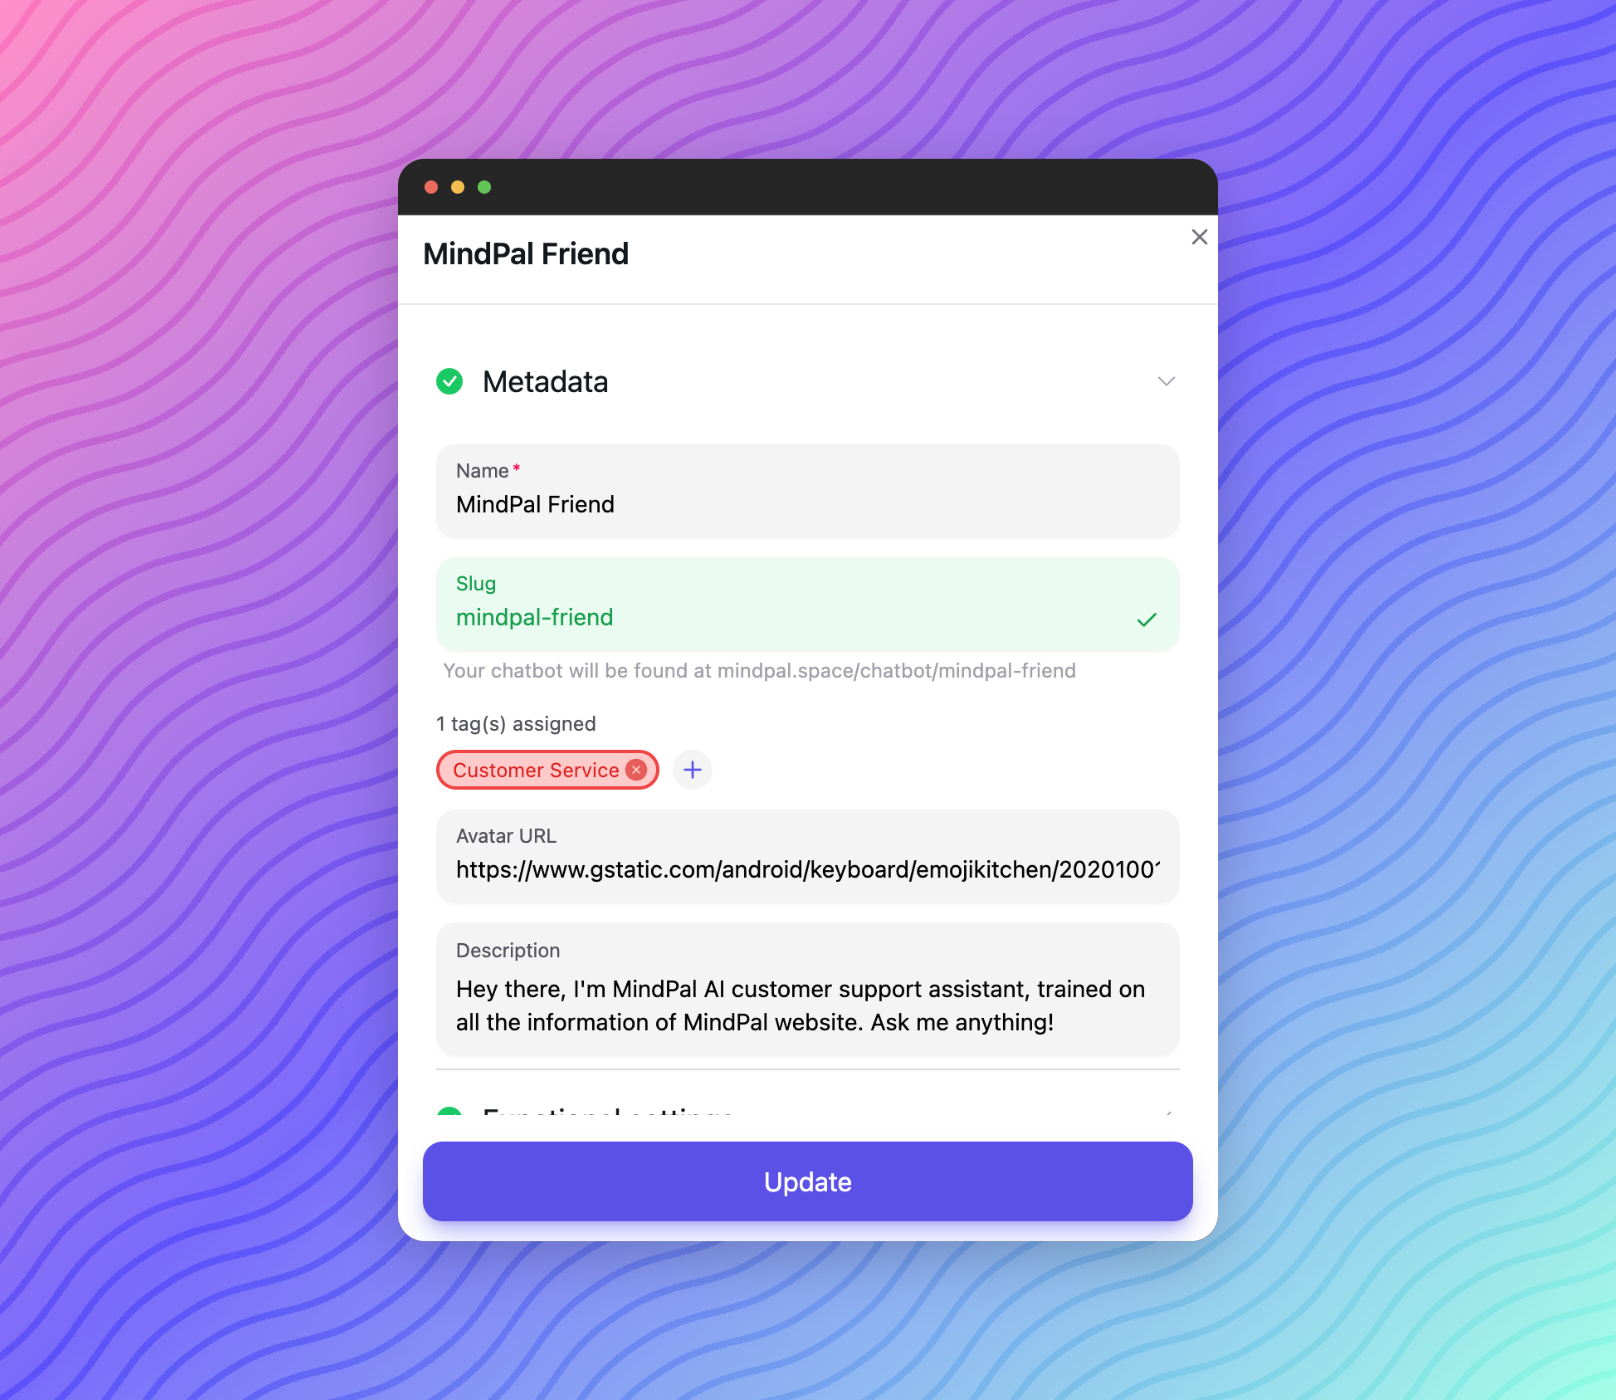 MindPal Friend
Metadata
Name*
MindPal Friend
Slug
mindpal-friend
Your chatbot will be found at mindpal.space/chatbot/mindpal-friend
1 tag(s) assigned
Customer Service
Avatar URL
https://www.gstatic.com/android/keyboard/emojikitchen/2020100
Description
Hey there, I'm MindPal AI customer support assistant, trained on
all the information of MindPal website. Ask me anything!
Functional settings
Update